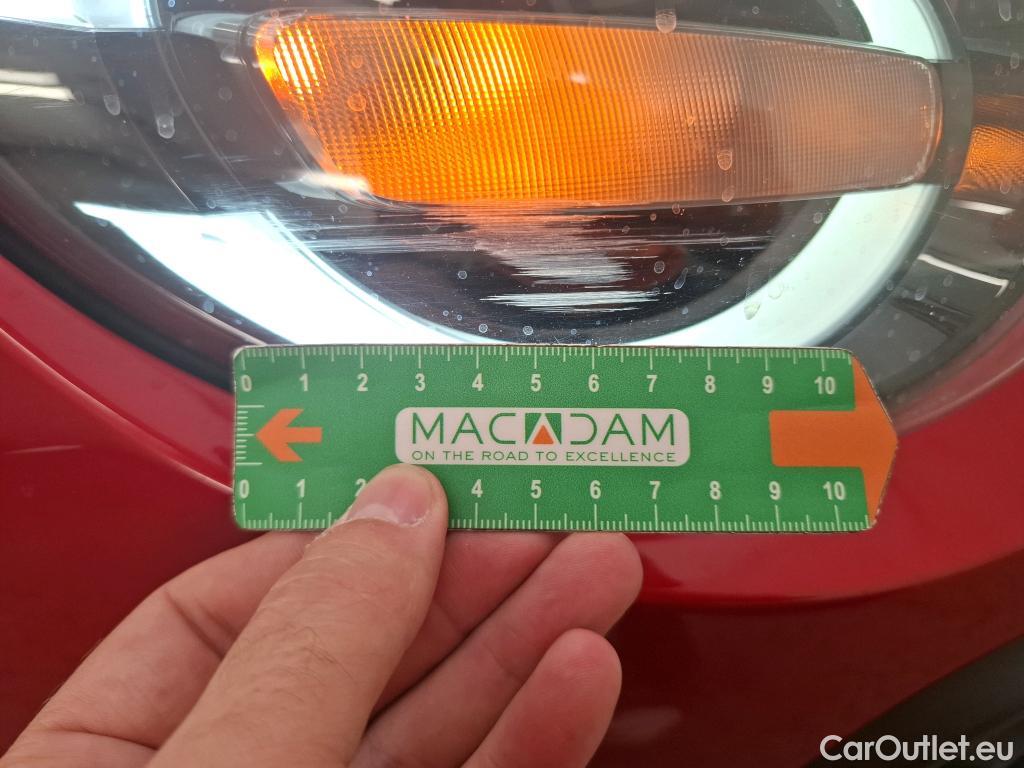 0 1 2 3 4 5 6 7 8 9 10
MACADAM
ON THE ROAD TO EXCELLENCE
0 1 2 4 5 6 7 8 9 10
CarOutlet.eu